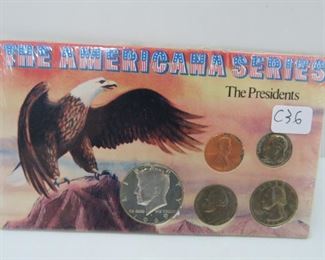 THE AMERICANA SERIES
The Presidents
C36